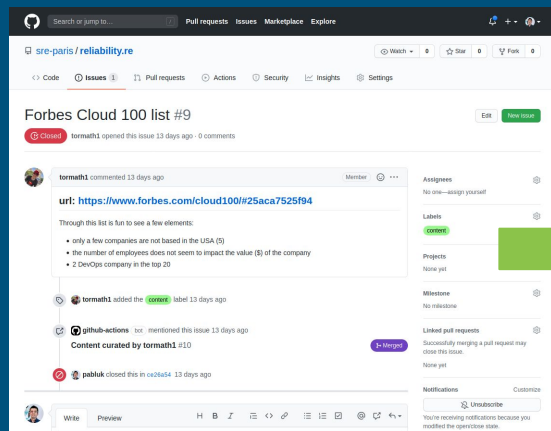 Search or jump to...
/
Pull requests Issues Marketplace Explore
sre-paris / reliability.re
Watch 0 Star 0 Fork 0
Code Issues 1 Pull requests Actions Security Insights Settings
Forbes Cloud 100 list #9
Edit New issue
Closed tormath1 opened this issue 13 days ago · 0 comments
tormath1 commented 13 days ago Member
url: https://www.forbes.com/cloud100/#25aca7525f94
Through this list is fun to see a few elements:
• only a few companies are not based in the USA (5)
• the number of employees does not seem to impact the value ($) of the company
• 2 DevOps company in the top 20
tormath1 added the content label 13 days ago
github-actions bot mentioned this issue 13 days ago
Content curated by tormath1 #10
Merged
pabluk closed this in ce26a54 13 days ago
Write Preview
H B I
@
Assignees
No one—assign yourself
Labels
content
Projects
None yet
Milestone
No milestone
Linked pull requests
Successfully merging a pull request may
close this issue.
None yet
Notifications Customize
Unsubscribe
You're receiving notifications because you
modified the open/close state.